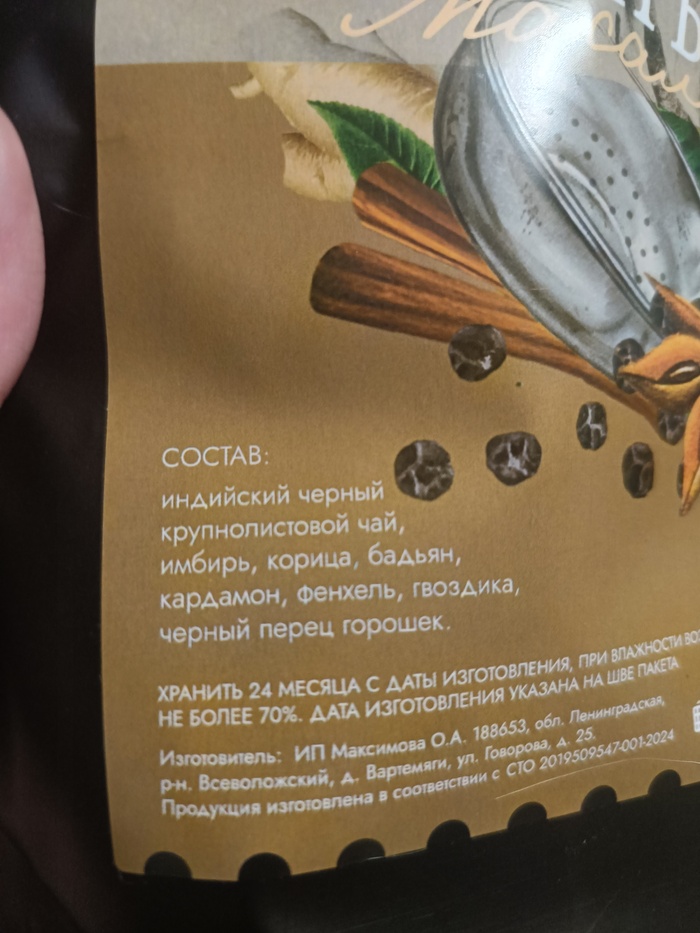 СОСТАВ:
индийский черный
крупнолистовой чай,
имбирь, корица, бадьян,
кардамон, фенхель, гвоздика,
черный перец горошек.
ХРАНИТЬ 24 МЕСЯЦА С ДАТЫ ИЗГОТОВЛЕНИЯ, ПРИ ВЛАЖНОСТИ
НЕ БОЛЕЕ 70%. ДАТА ИЗГОТОВЛЕНИЯ УКАЗАНА НА ШВЕ ПАКЕТА
Изготовитель: ИП Максимова О.А. 188653, обл. Ленинградская,
р-н. Всеволожский, д. Вартемяги, ул. Говорова, д. 25.
Продукция изготовлена в соответствии с СТО 2019509547-001-2024